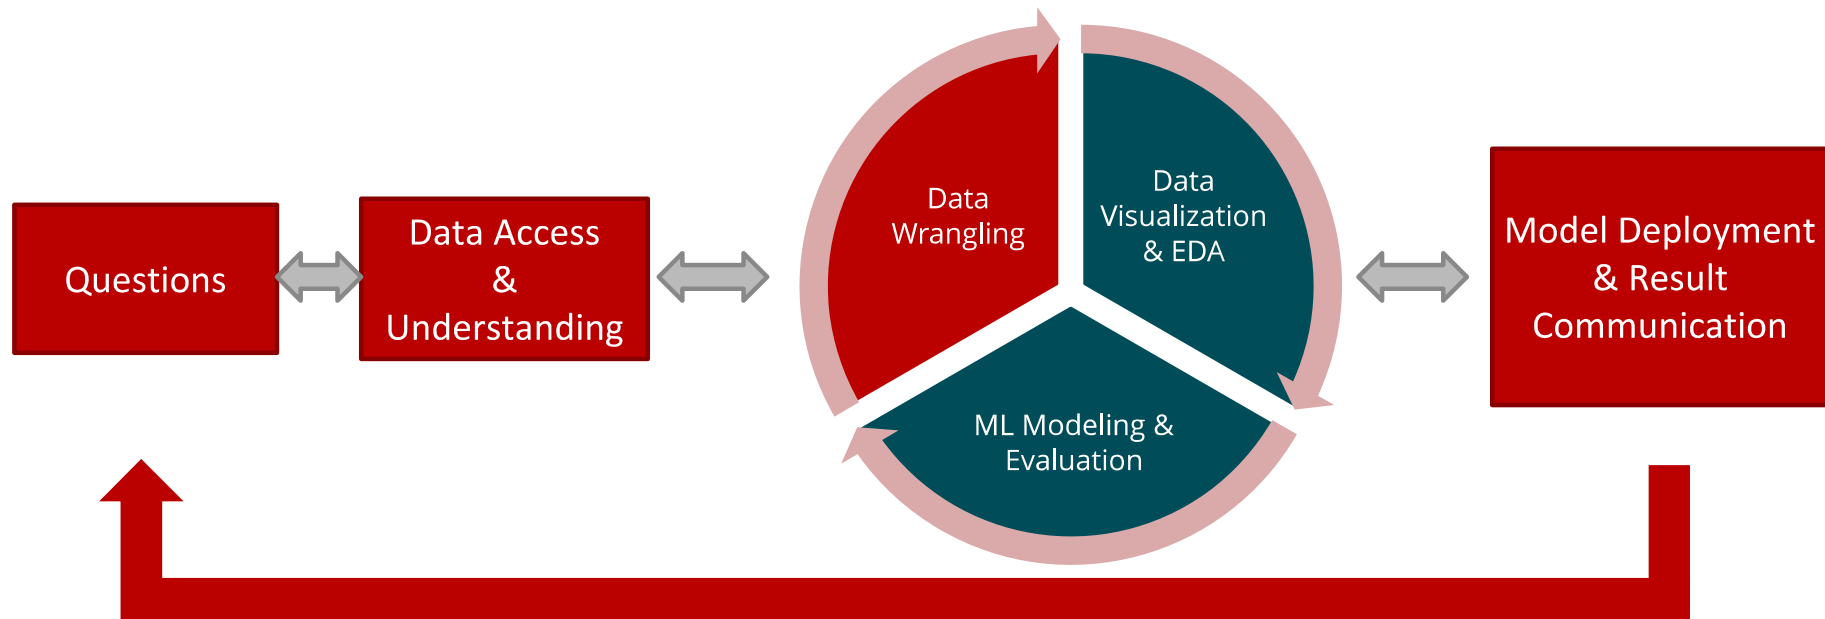 Questions
Data Access
&
Understanding
Data
Wrangling
Data
Visualization
& EDA
ML Modeling &
Evaluation
Model Deployment
& Result
Communication